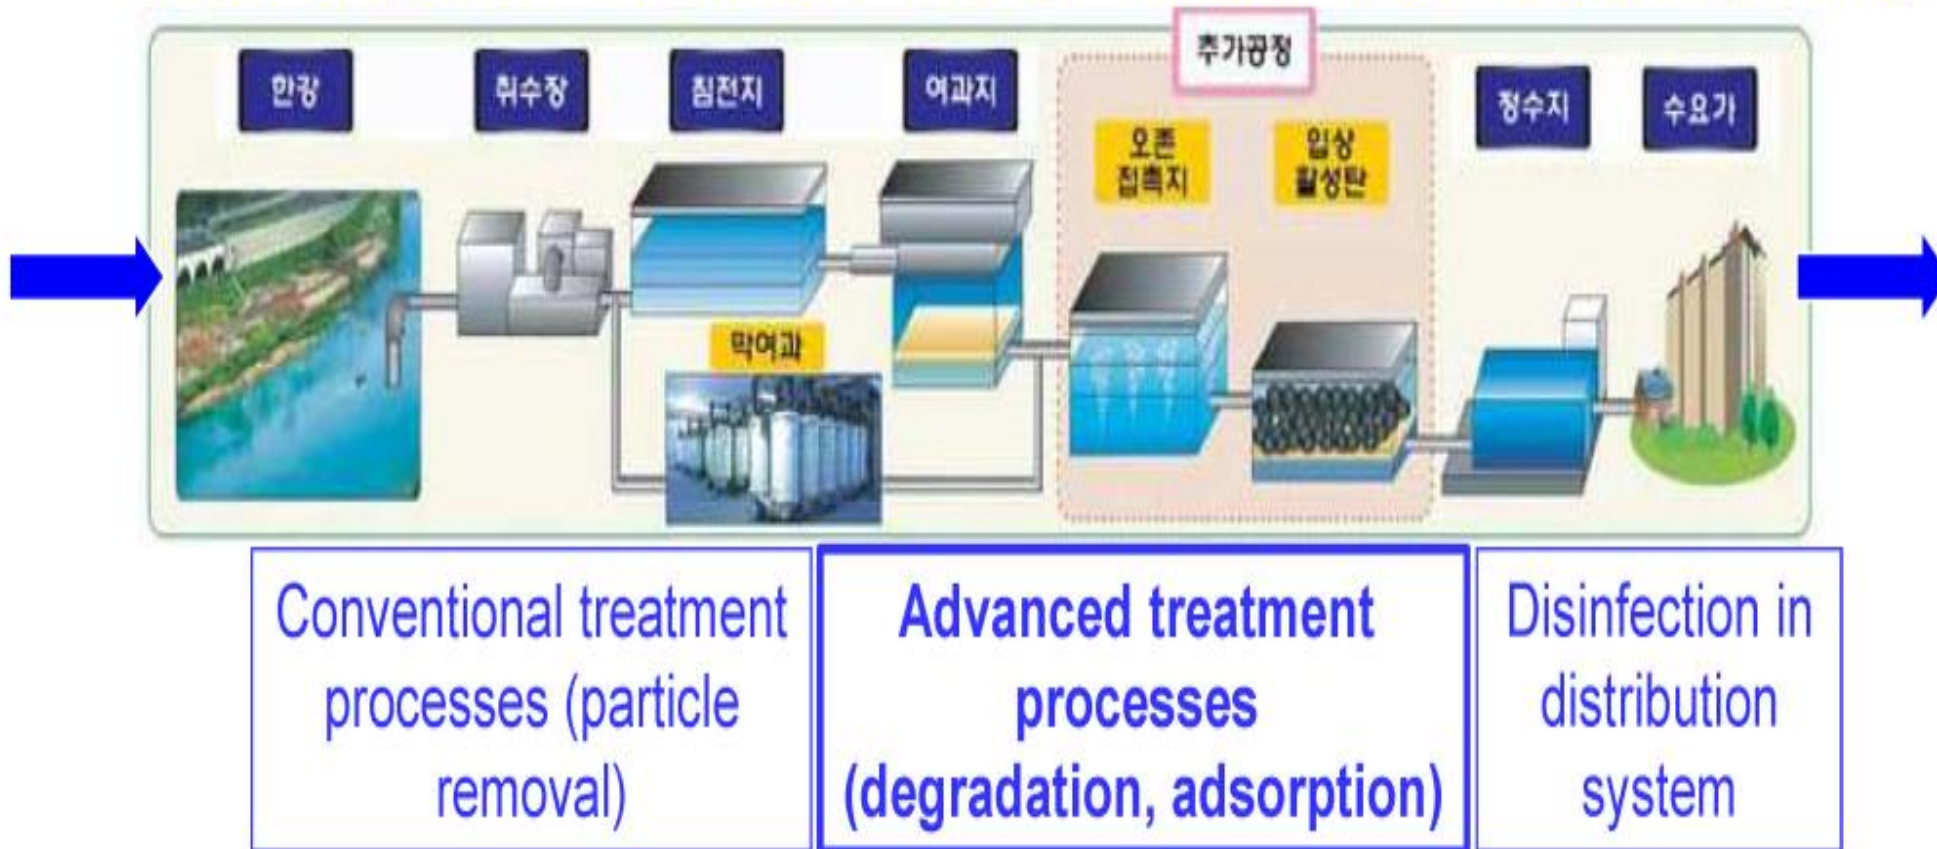 추가공정
한강
취수장
침전지
여과지
정수지
수요가
오존
접촉지
입상
활성탄
막여과
Conventional treatment
processes (particle
removal)
Advanced treatment
processes
(degradation, adsorption)
Disinfection in
distribution
system